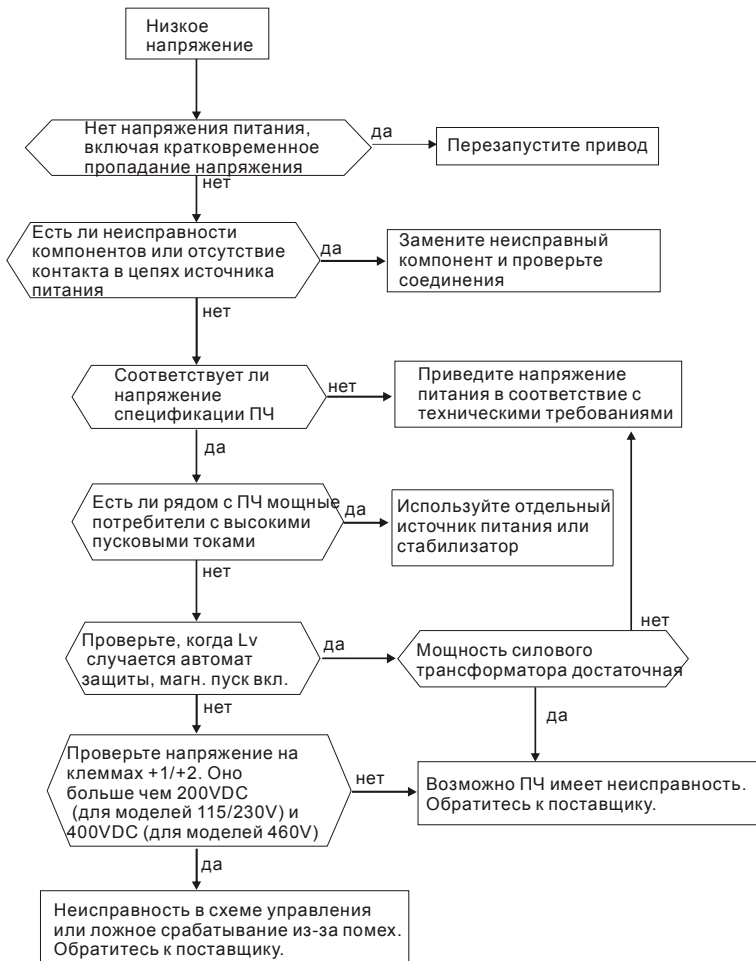 Низкое
напряжение
Нет напряжения питания,
включая кратковременное
пропадание напряжения
да
Перезапустите привод
нет
Есть ли неисправности
компонентов или отсутствие
контакта в цепях источника
питания
да
Замените неисправный
компонент и проверьте
соединения
нет
Соответствует ли
напряжение
спецификации ПЧ
нет
Приведите напряжение
питания в соответствие с
техническими требованиями
да
Есть ли рядом с ПЧ мощные
потребители с высокими
пусковыми токами
да
Используйте отдельный
источник питания или
стабилизатор
нет
Проверьте, когда Lv
случается автомат
защиты, магн. пуск вкл.
да
Мощность силового
трансформатора достаточная
нет
нет
да
Проверьте напряжение на
клеммах +1/+2. Оно
больше чем 200VDC
(для моделей 115/230V) и
400VDC (для моделей 460V)
нет
Возможно ПЧ имеет неисправность.
Обратитесь к поставщику.
да
Неисправность в схеме управления
или ложное срабатывание из-за помех.
Обратитесь к поставщику.